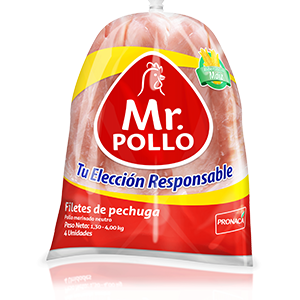 Maíz
Mr.
POLLO
Tu Elección Responsable
Filetes de pechuga
Pollo marinado neutro
Peso Neto: 1,30 - 4,00 kg
4 Unidades
PRONACA